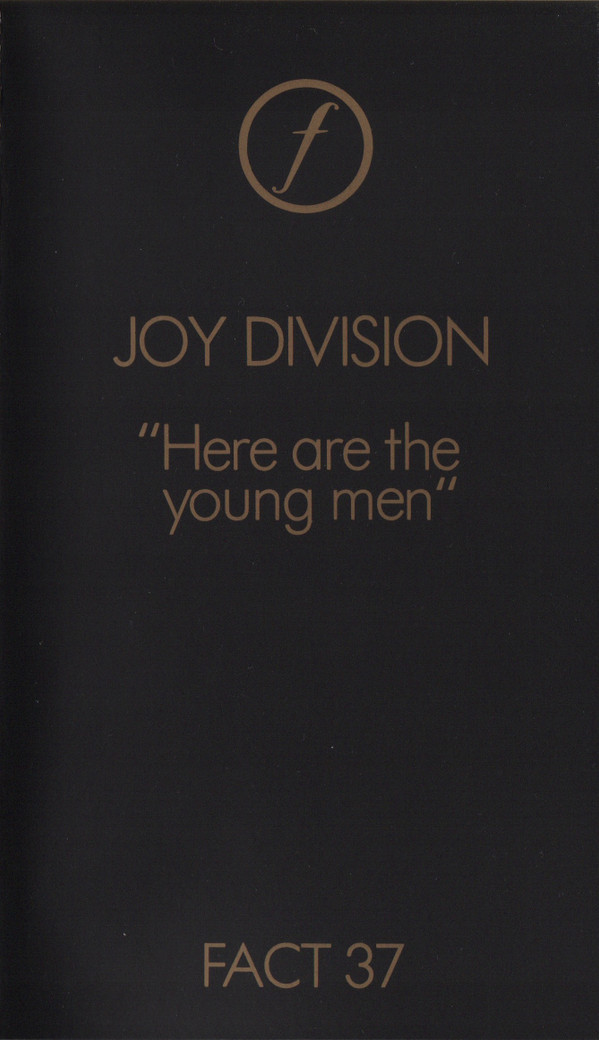 f
JOY DIVISION
“Here are the
young men“
FACT 37